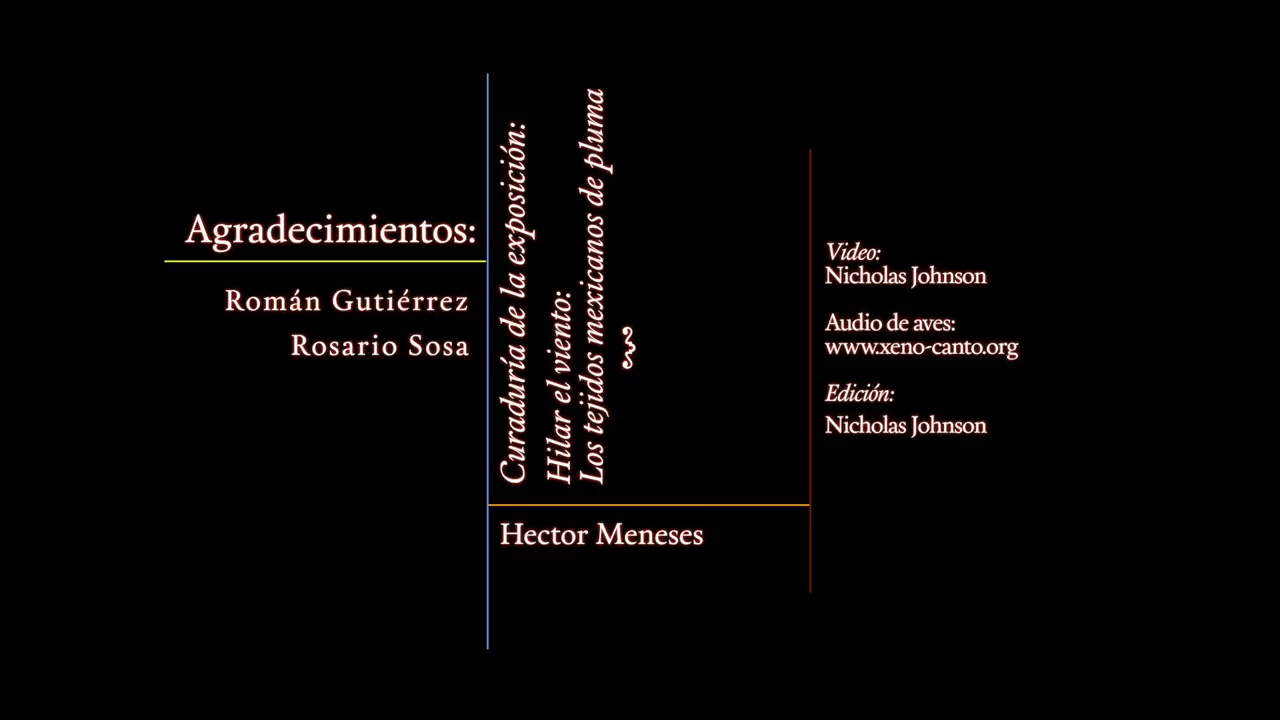 Agradecimientos:
Román Gutiérrez
Rosario Sosa
Curaduría de la exposición:
Hilar el viento:
Los tejidos mexicanos de pluma
Hector Meneses
Video:
Nicholas Johnson
Audio de aves:
www.xeno-canto.org
Edición:
Nicholas Johnson